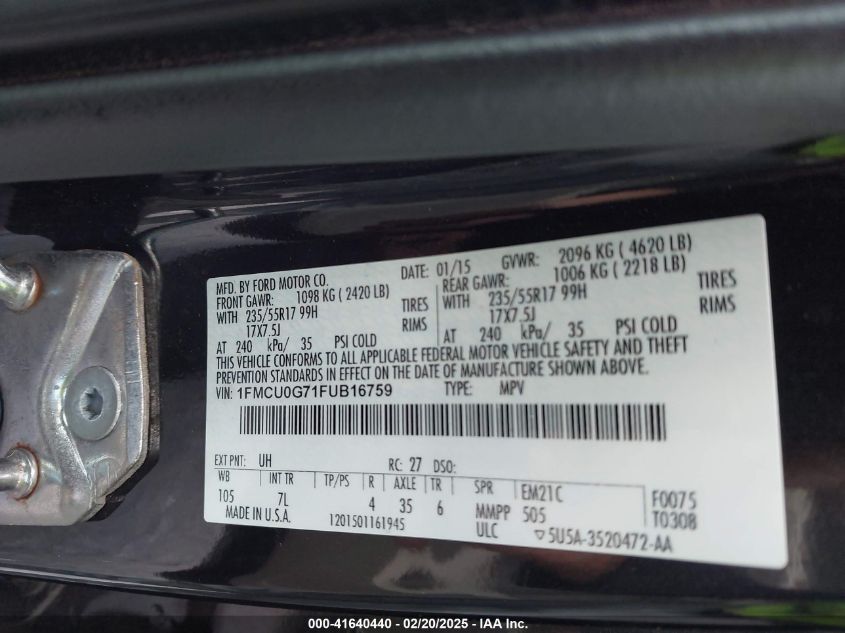 MFD. BY FORD MOTOR CO. DATE: 01/15 GVWR: 2096 KG ( 4620 LB)
FRONT GAWR: 1098 KG ( 2420 LB) REAR GAWR: 1006 KG ( 2218 LB)
WITH 235/55R17 99H TIRES WITH 235/55R17 99H TIRES
17X7.5J RIMS 17X7.5J RIMS
AT 240 kPa/ 35 PSI COLD AT 240 kPa/ 35 PSI COLD
THIS VEHICLE CONFORMS TO ALL APPLICABLE FEDERAL MOTOR VEHICLE SAFETY AND THEFT
PREVENTION STANDARDS IN EFFECT ON THE DATE OF MANUFACTURE SHOWN ABOVE.
VIN: 1FMCU0G71FUB16759 TYPE: MPV
EXT PNT: UH RC: 27 DSO:
WB INT TR TP/PS R AXLE TR SPR EM21C F0075
105 7L 4 35 6 MMPP 505 T0308
MADE IN U.S.A. 1201501161945 ULC ▽5U5A-3520472-AA
000-41640440 - 02/20/2025 - IAA Inc.